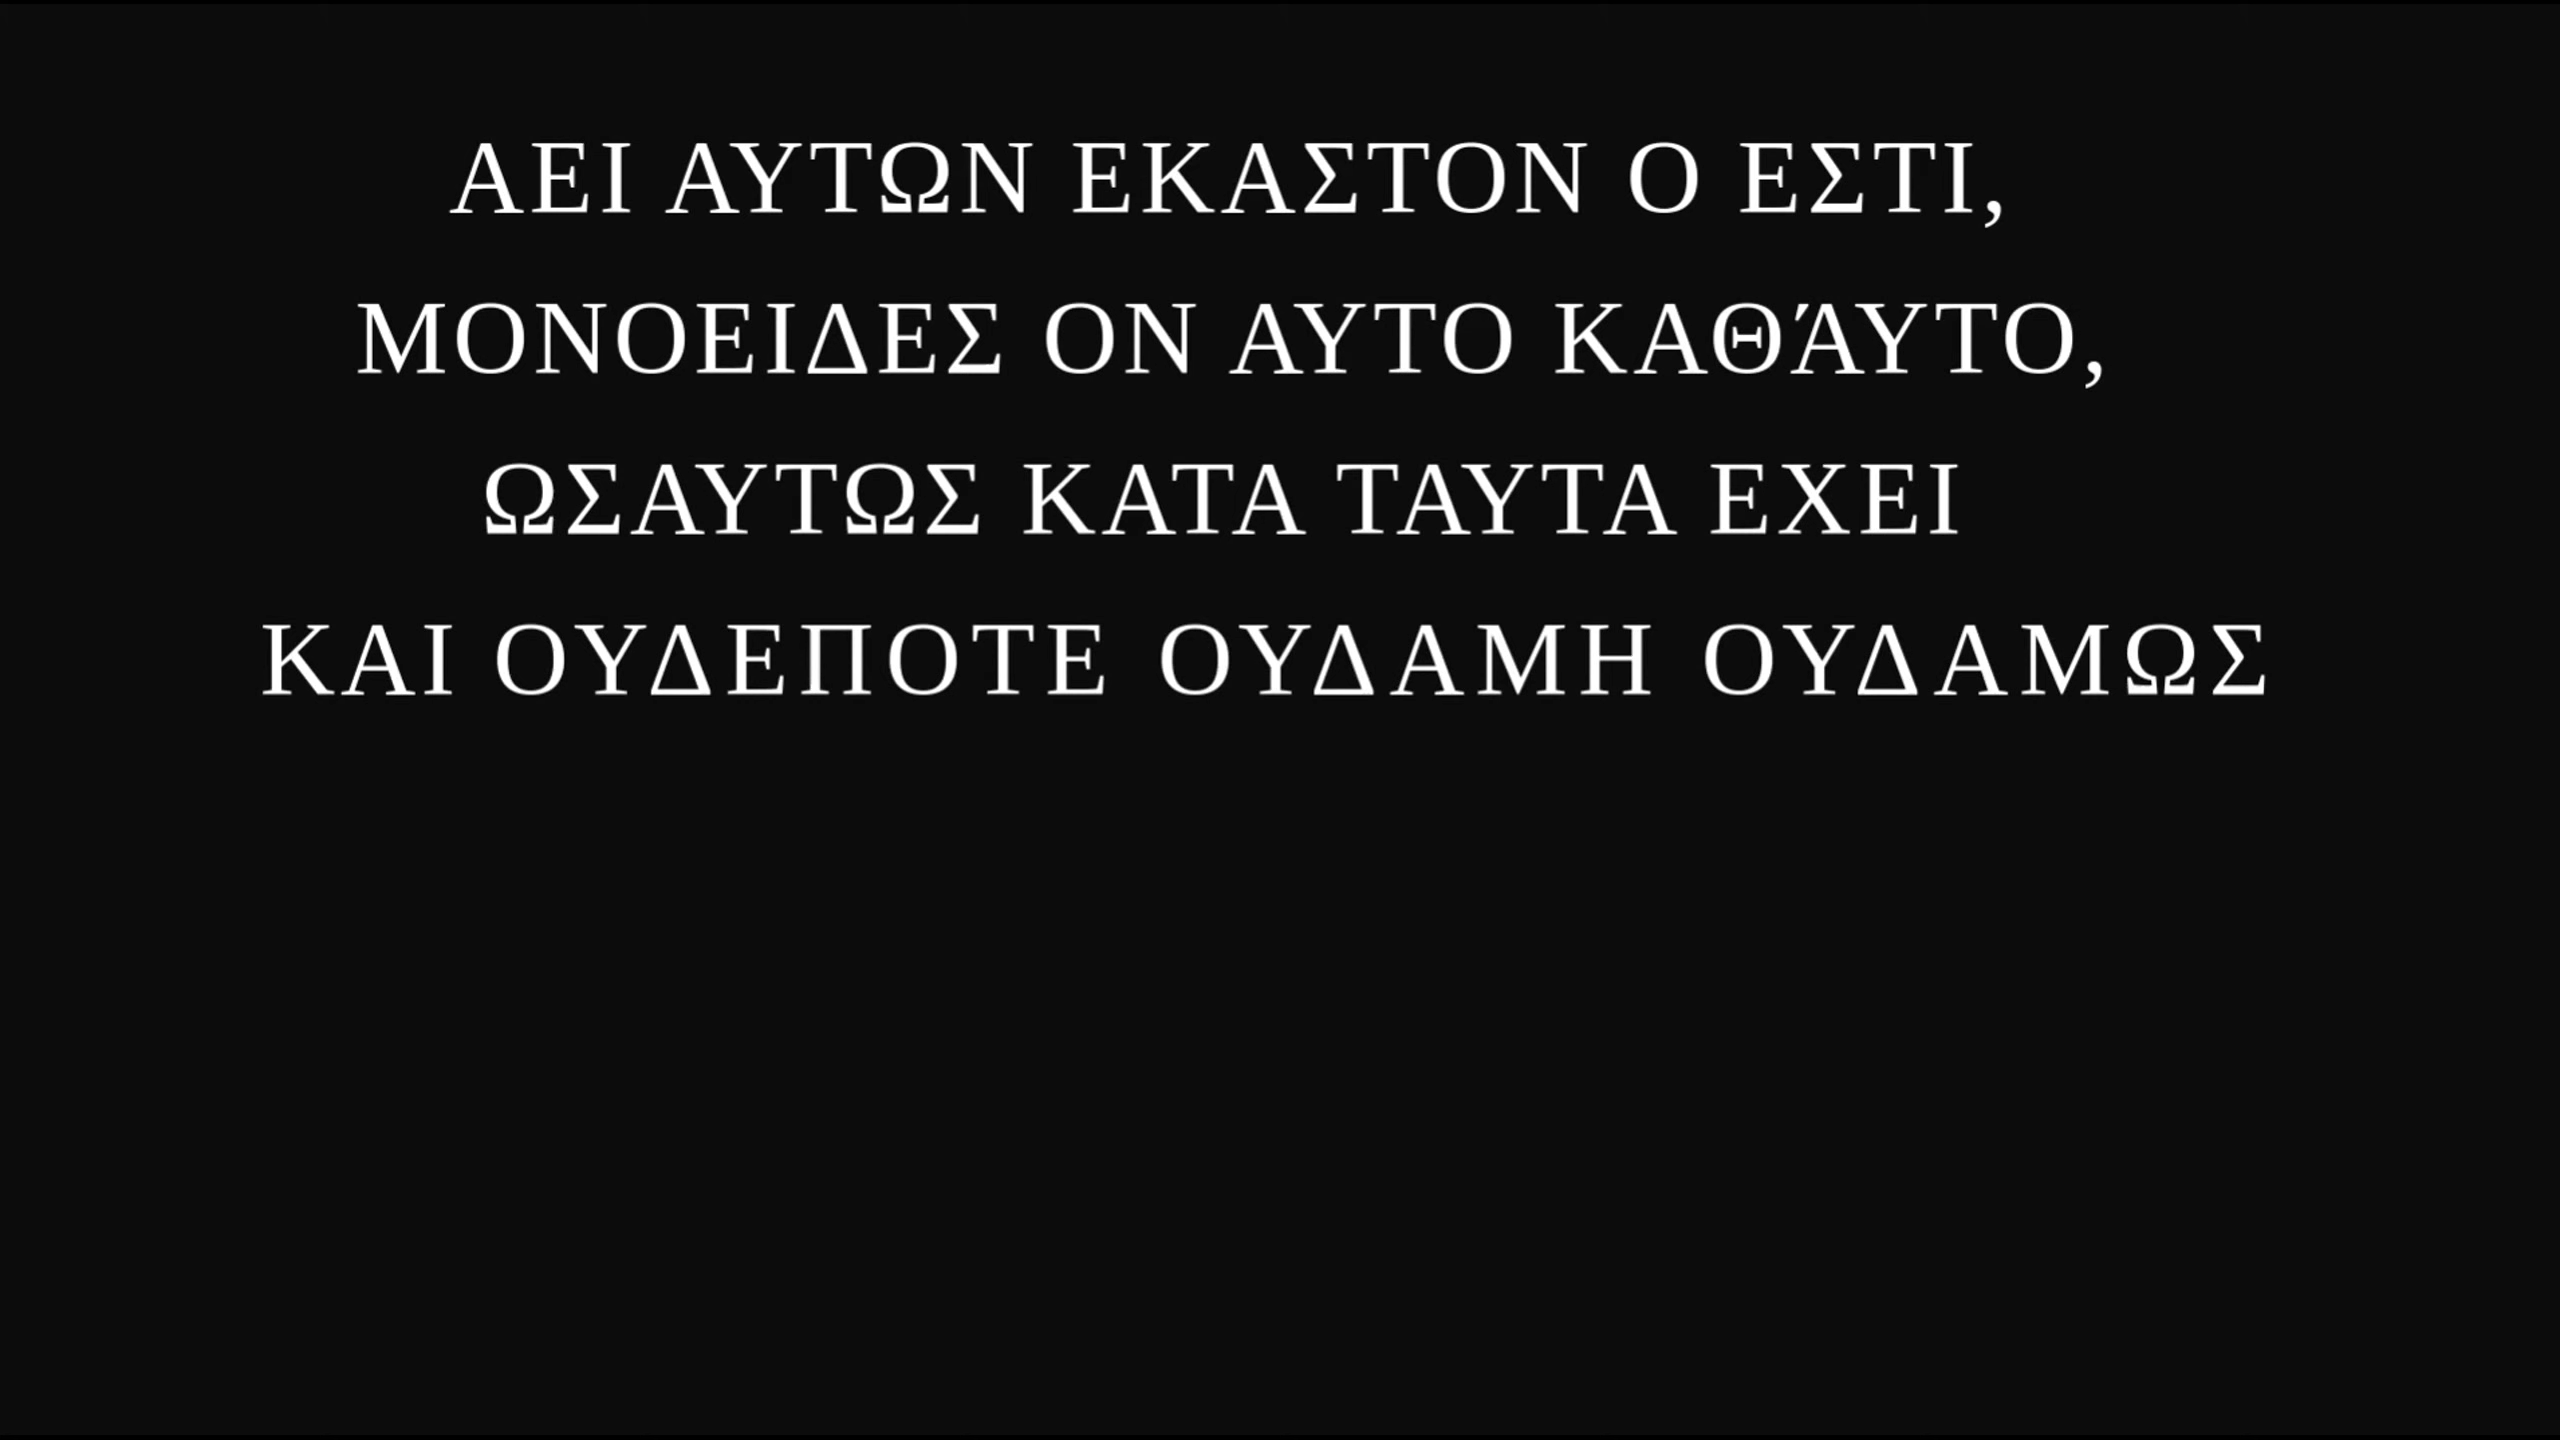 ΑΕΙ ΑΥΤΩΝ ΕΚΑΣΤΟΝ Ο ΕΣΤΙ,
ΜΟΝΟΕΙΔΕΣ ΟΝ ΑΥΤΟ ΚΑΘΆΥΤΟ,
ΩΣΑΥΤΩΣ ΚΑΤΑ ΤΑΥΤΑ ΕΧΕΙ
ΚΑΙ ΟΥΔΕΠΟΤΕ ΟΥΔΑΜΗ ΟΥΔΑΜΩΣ